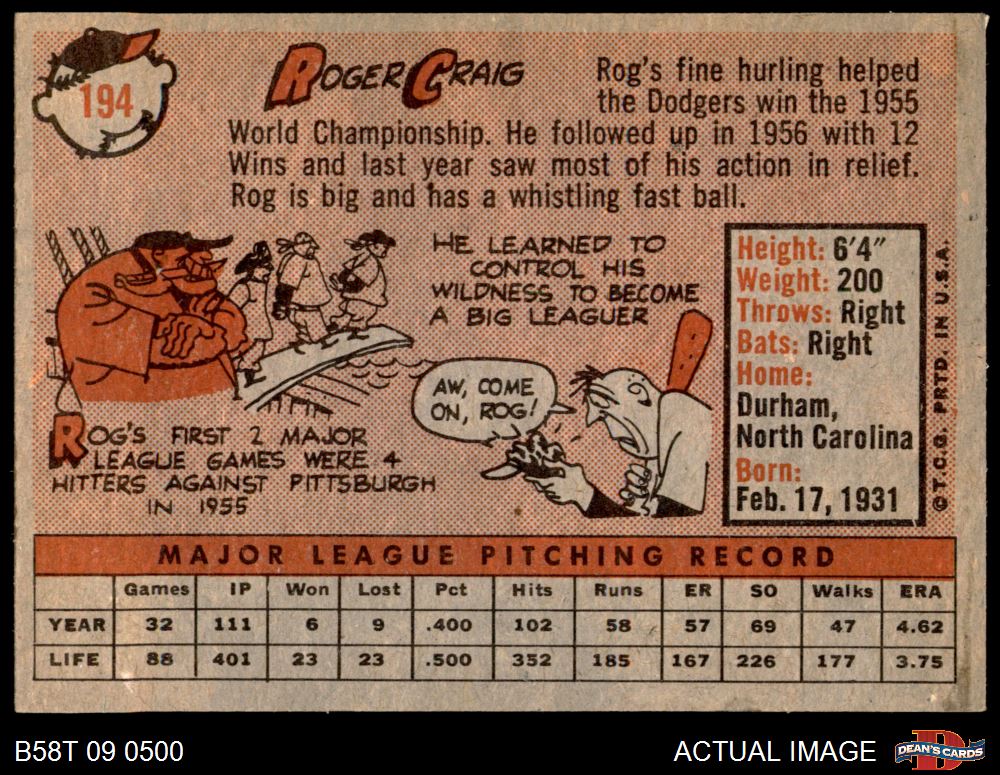 194
ROGER CRAIG
Rog's fine hurling helped
the Dodgers win the 1955
World Championship. He followed up in 1956 with 12
Wins and last year saw most of his action in relief.
Rog is big and has a whistling fast ball.
HE LEARNED TO
CONTROL HIS
WILDNESS TO BECOME
A BIG LEAGUER
AW, COME
ON, ROG!
ROG'S FIRST 2 MAJOR
LEAGUE GAMES WERE 4
HITTERS AGAINST PITTSBURGH
IN 1955
Height: 6'4"
Weight: 200
Throws: Right
Bats: Right
Home:
Durham,
North Carolina
Born:
Feb. 17, 1931
© T.C.G. PRTD. IN U.S.A.
MAJOR LEAGUE PITCHING RECORD
Games IP Won Lost Pct Hits Runs ER SO Walks ERA
YEAR 32 111 6 9 .400 102 58 57 69 47 4.62
LIFE 88 401 23 23 .500 352 185 167 226 177 3.75
B58T 09 0500
ACTUAL IMAGE
D
DEAN'S CARDS